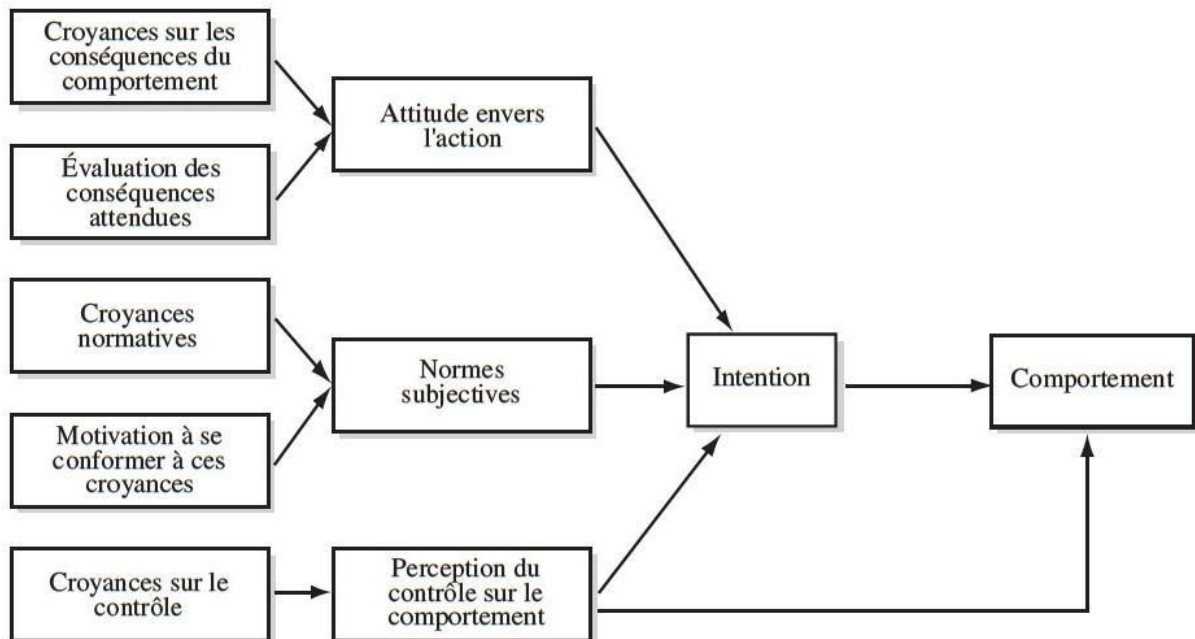 Croyances sur les
conséquences du
comportement
Évaluation des
conséquences
attendues
Attitude envers
l'action
Croyances
normatives
Motivation à se
conformer à ces
croyances
Normes
subjectives
Croyances sur le
contrôle
Perception du
contrôle sur le
comportement
Intention
Comportement